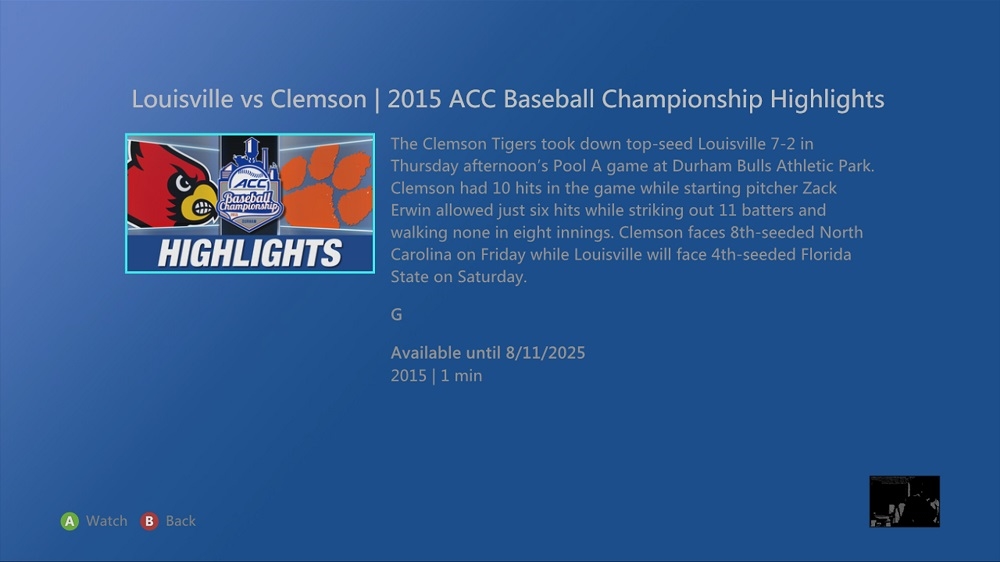 Louisville vs Clemson | 2015 ACC Baseball Championship Highlights
ACC
Baseball
Championship
HIGHLIGHTS
The Clemson Tigers took down top-seed Louisville 7-2 in
Thursday afternoon's Pool A game at Durham Bulls Athletic Park.
Clemson had 10 hits in the game while starting pitcher Zack
Erwin allowed just six hits while striking out 11 batters and
walking none in eight innings. Clemson faces 8th-seeded North
Carolina on Friday while Louisville will face 4th-seeded Florida
State on Saturday.
G
Available until 8/11/2025
2015 | 1 min
A Watch B Back